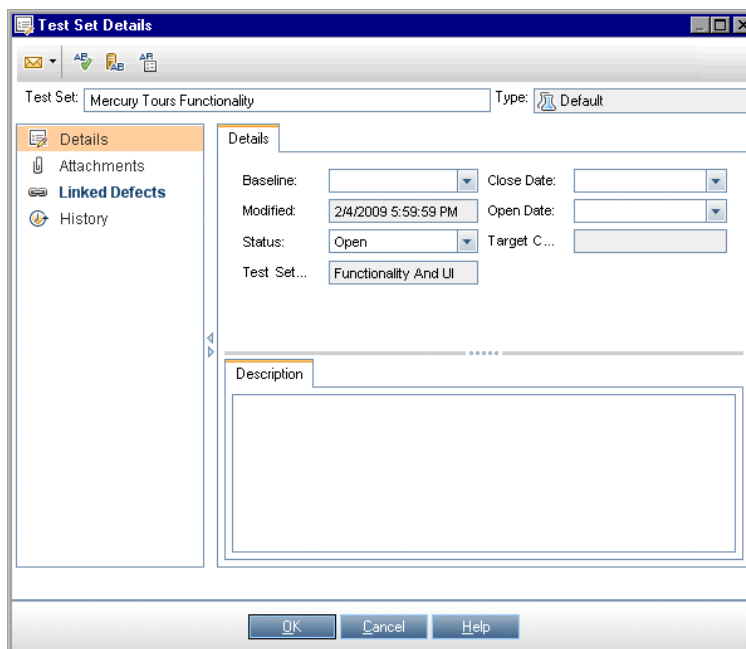 Test Set Details
Test Set: Mercury Tours Functionality Type: Default
Details
Attachments
Linked Defects
History
Details
Baseline: Close Date:
Modified: 2/4/2009 5:59:59 PM Open Date:
Status: Open Target C...
Test Set... Functionality And UI
Description
OK Cancel Help